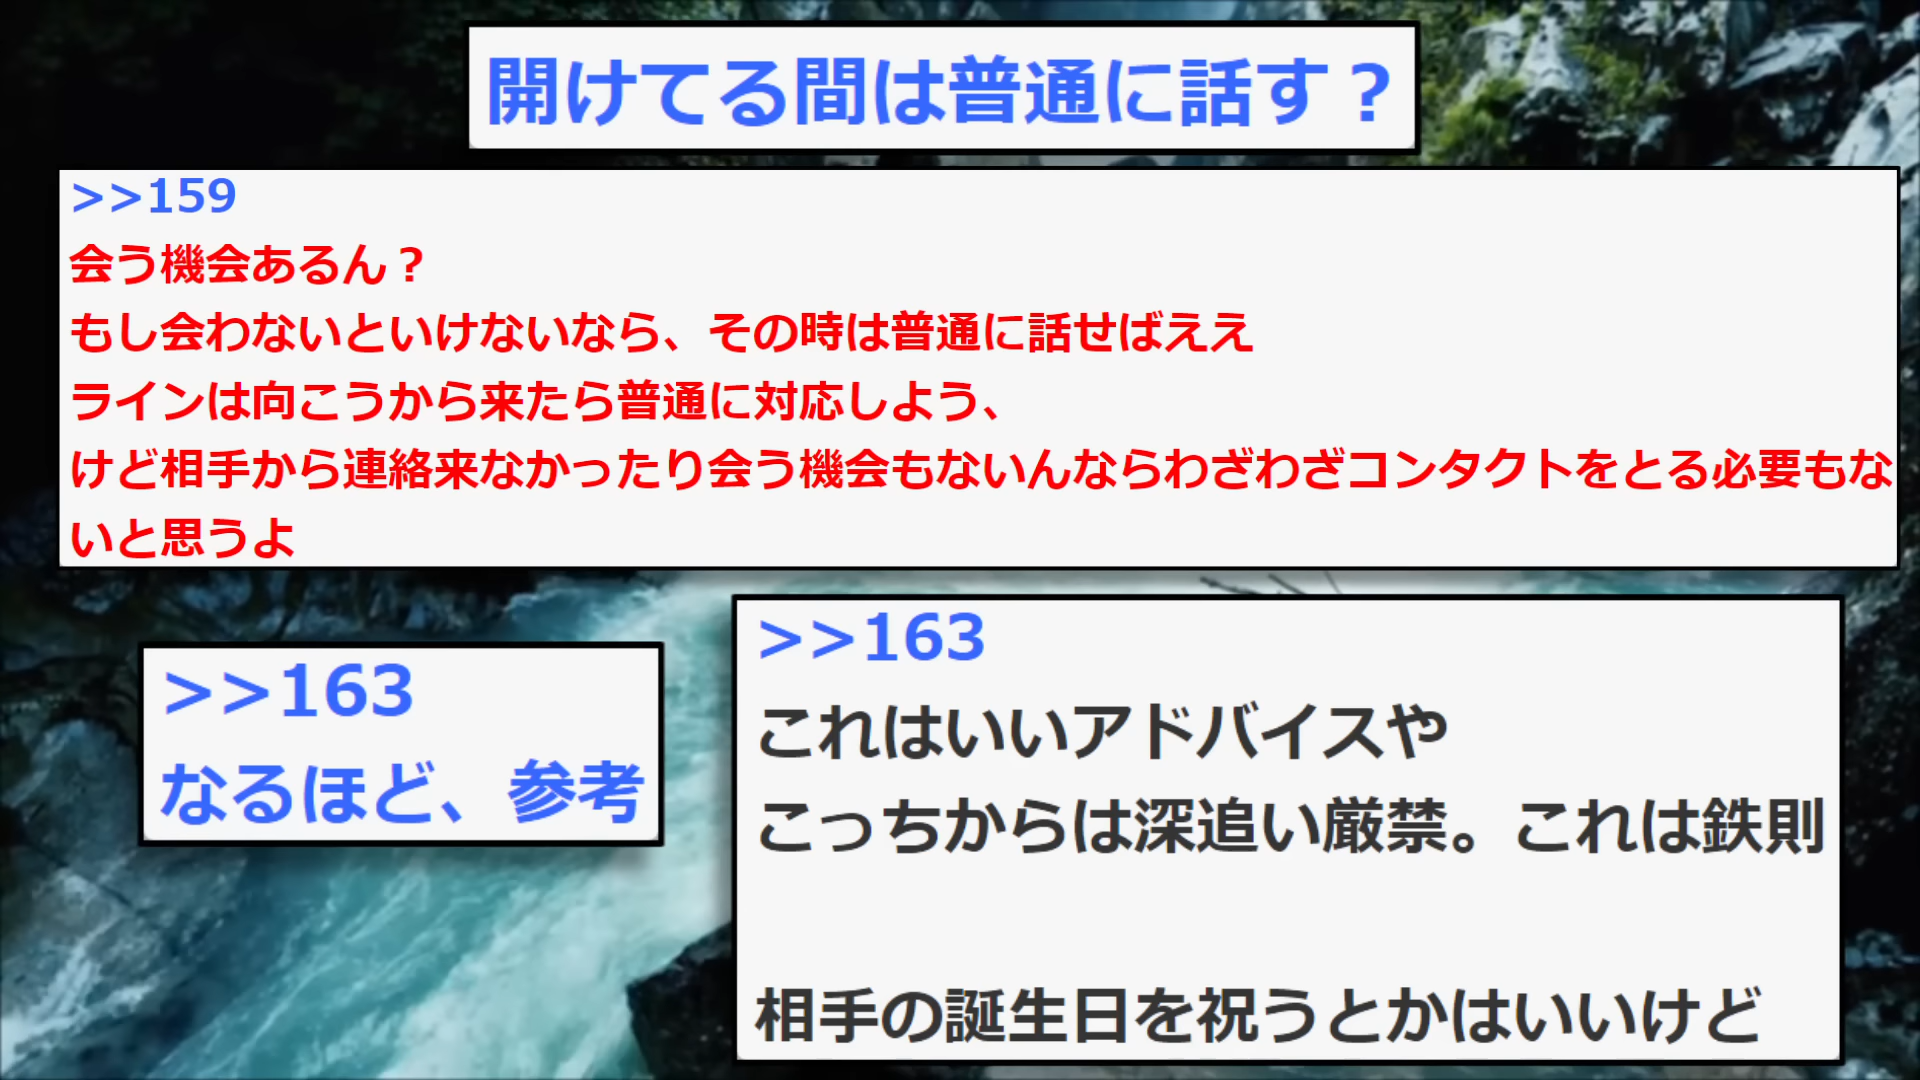 開けてる間は普通に話す？
>>159
会う機会あるん？
もし会わないといけないなら、その時は普通に話せばええ
ラインは向こうから来たら普通に対応しよう、
けど相手から連絡来なかったり会う機会もないんならわざわざコンタクトをとる必要もな
いと思うよ
>>163
なるほど、参考
>>163
これはいいアドバイスや
こっちからは深追い厳禁。これは鉄則
相手の誕生日を祝うとかはいいけど